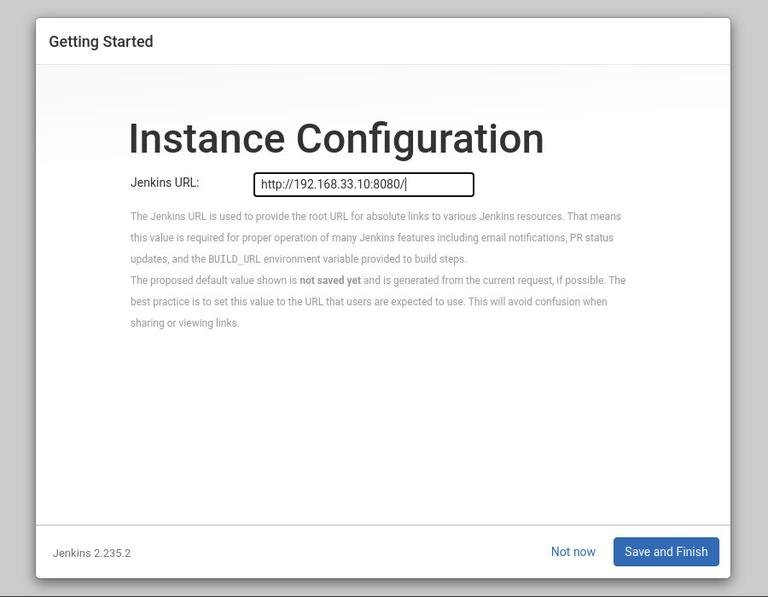 Getting Started
Instance Configuration
Jenkins URL: http://192.168.33.10:8080/
The Jenkins URL is used to provide the root URL for absolute links to various Jenkins resources. That means
this value is required for proper operation of many Jenkins features including email notifications, PR status
updates, and the BUILD_URL environment variable provided to build steps.
The proposed default value shown is not saved yet and is generated from the current request, if possible. The
best practice is to set this value to the URL that users are expected to use. This will avoid confusion when
sharing or viewing links.
Jenkins 2.235.2 Not now Save and Finish